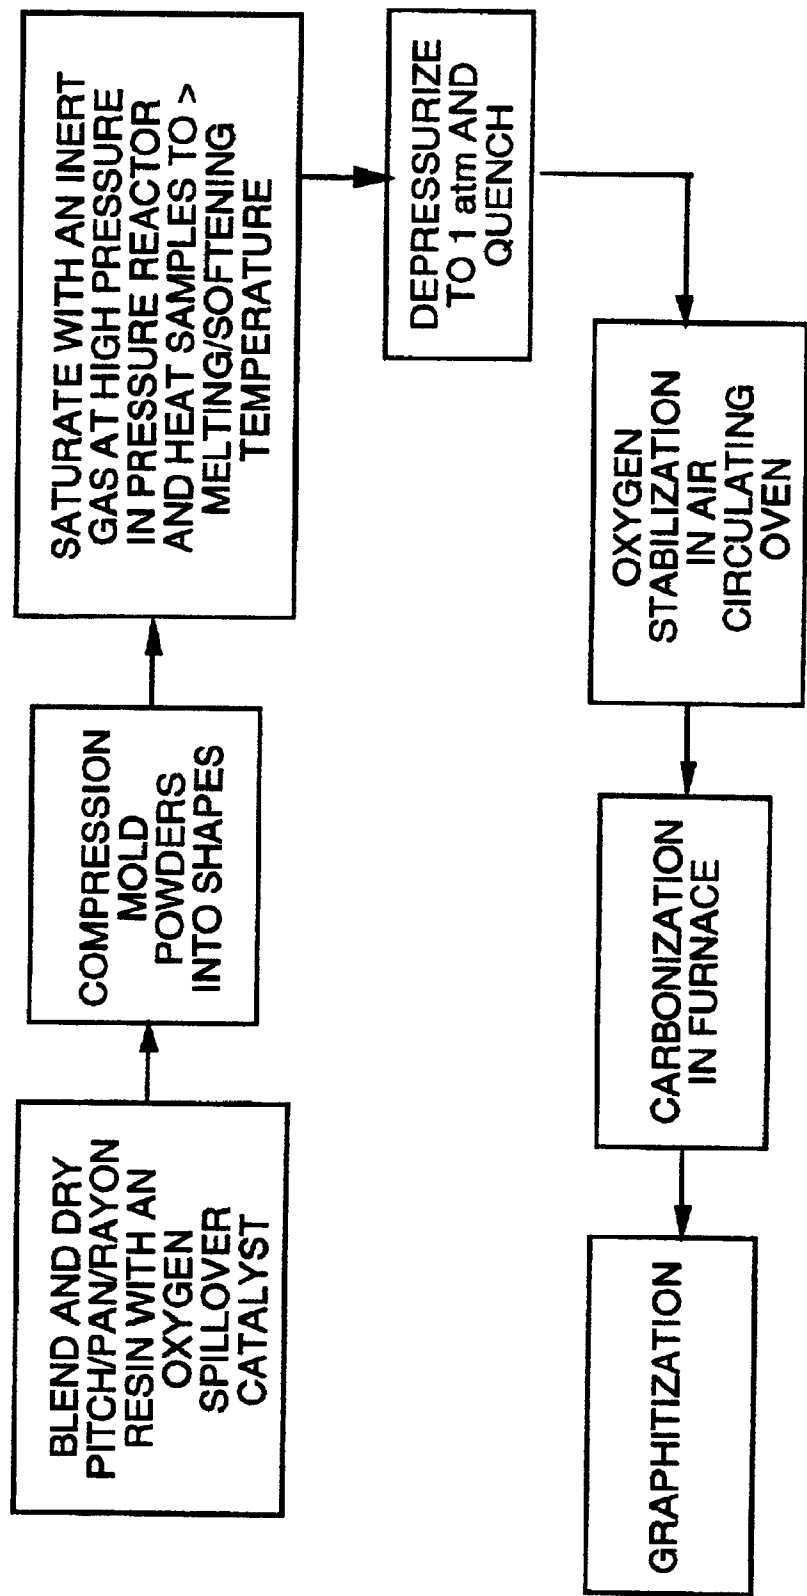 BLEND AND DRY
PITCH/PAN/RAYON
RESIN WITH AN
OXYGEN
SPILLOVER
CATALYST
COMPRESSION
MOLD
POWDERS
INTO SHAPES
SATURATE WITH AN INERT
GAS AT HIGH PRESSURE
IN PRESSURE REACTOR
AND HEAT SAMPLES TO >
MELTING/SOFTENING
TEMPERATURE
DEPRESSURIZE
TO 1 atm AND
QUENCH
OXYGEN
STABILIZATION
IN AIR
CIRCULATING
OVEN
CARBONIZATION
IN FURNACE
GRAPHITIZATION